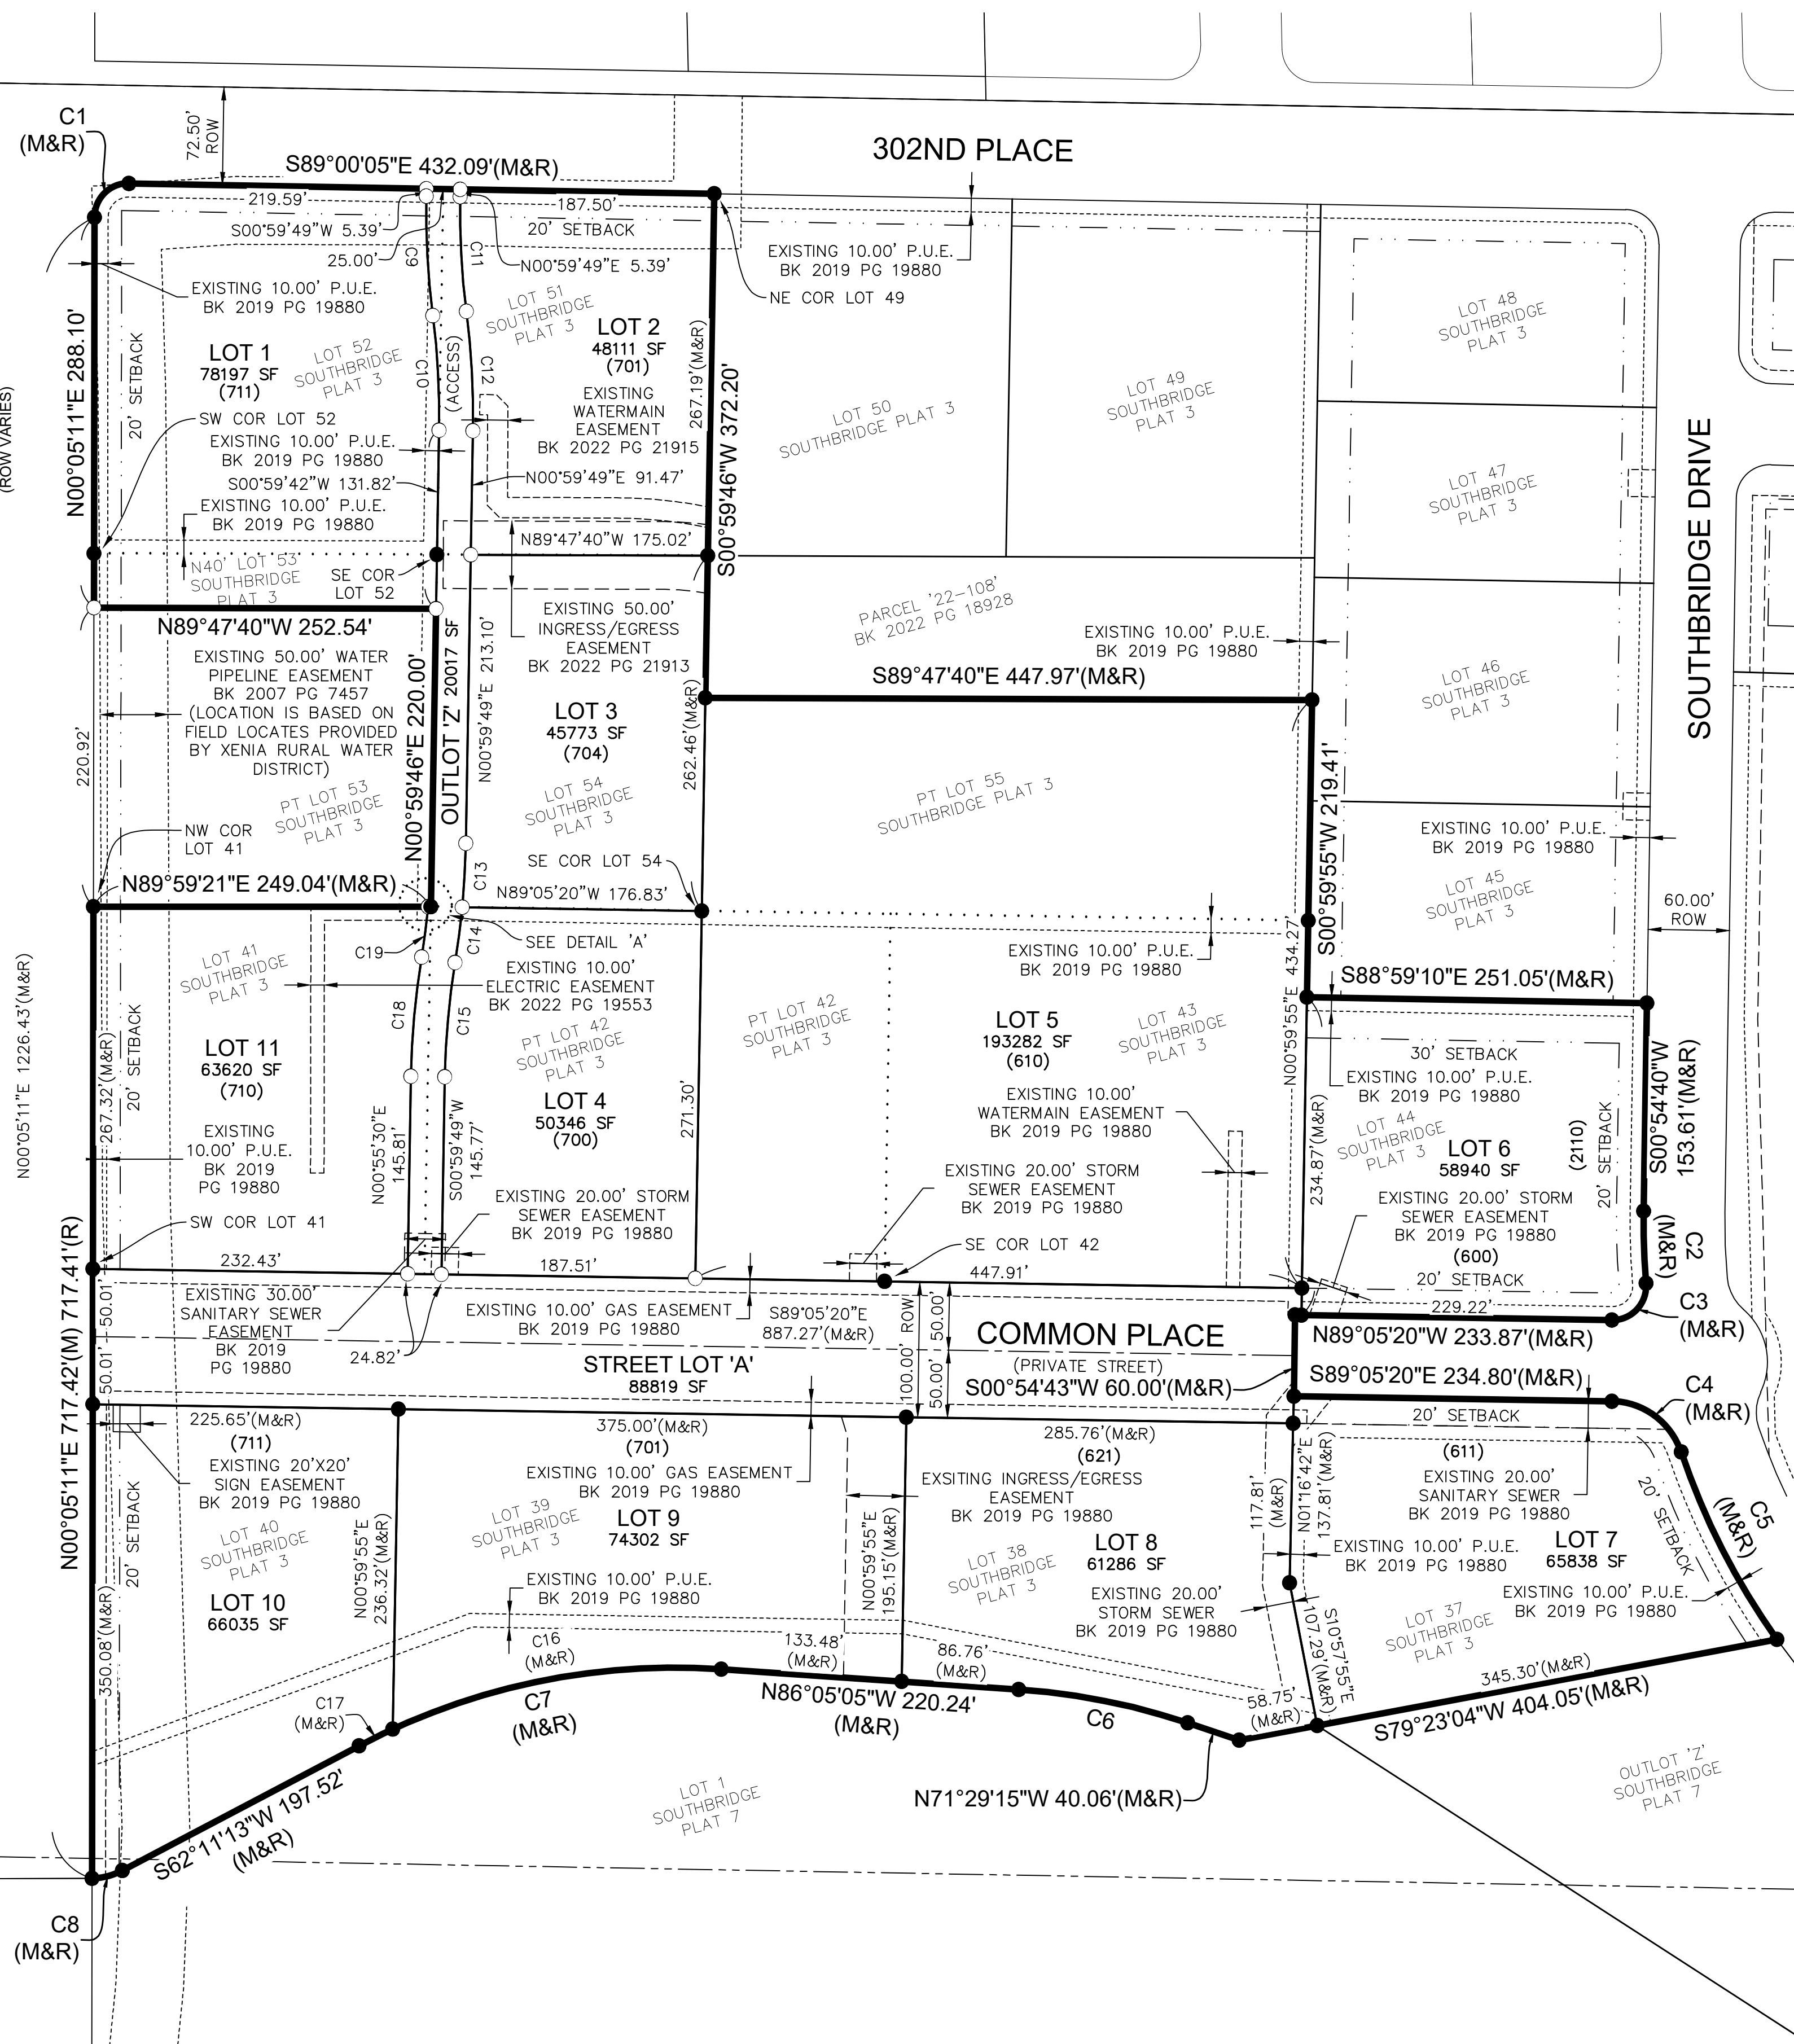 C1
(M&R)
72.50'
ROW
302ND PLACE
S89°00'05"E 432.09'(M&R)
219.59'
187.50'
S00°59'49"W 5.39'
20' SETBACK
25.00'
C9
C11
N00°59'49"E 5.39'
EXISTING 10.00' P.U.E.
BK 2019 PG 19880
NE COR LOT 49
EXISTING 10.00' P.U.E.
BK 2019 PG 19880
LOT 51
SOUTHBRIDGE
PLAT 3
LOT 2
48111 SF
(701)
LOT 1
78197 SF
(711)
LOT 52
SOUTHBRIDGE
PLAT 3
N00°05'11"E 288.10'
20' SETBACK
(ROW VARIES)
C10
(ACCESS)
C12
267.19'(M&R)
S00°59'46"W 372.20'
EXISTING
WATERMAIN
EASEMENT
BK 2022 PG 21915
SW COR LOT 52
EXISTING 10.00' P.U.E.
BK 2019 PG 19880
S00°59'42"W 131.82'
N00°59'49"E 91.47'
EXISTING 10.00' P.U.E.
BK 2019 PG 19880
N89°47'40"W 175.02'
N40' LOT 53
SOUTHBRIDGE
PLAT 3
SE COR
LOT 52
LOT 50
SOUTHBRIDGE PLAT 3
LOT 49
SOUTHBRIDGE
PLAT 3
LOT 48
SOUTHBRIDGE
PLAT 3
LOT 47
SOUTHBRIDGE
PLAT 3
SOUTHBRIDGE DRIVE
N89°47'40"W 252.54'
EXISTING 50.00' WATER
PIPELINE EASEMENT
BK 2007 PG 7457
(LOCATION IS BASED ON
FIELD LOCATES PROVIDED
BY XENIA RURAL WATER
DISTRICT)
220.92'
N00°59'46"E 220.00'
OUTLOT 'Z' 20017 SF
N00°59'49"E 213.10'
EXISTING 50.00'
INGRESS/EGRESS
EASEMENT
BK 2022 PG 21913
PARCEL '22-108'
BK 2022 PG 18928
EXISTING 10.00' P.U.E.
BK 2019 PG 19880
S89°47'40"E 447.97'(M&R)
LOT 46
SOUTHBRIDGE
PLAT 3
LOT 3
45773 SF
(704)
262.46'(M&R)
LOT 54
SOUTHBRIDGE
PLAT 3
PT LOT 53
SOUTHBRIDGE
PLAT 3
PT LOT 55
SOUTHBRIDGE PLAT 3
S00°59'55"W 219.41'
EXISTING 10.00' P.U.E.
BK 2019 PG 19880
NW COR
LOT 41
N89°59'21"E 249.04'(M&R)
C13
SE COR LOT 54
N89°05'20"W 176.83'
LOT 45
SOUTHBRIDGE
PLAT 3
60.00'
ROW
SEE DETAIL 'A'
C14
C19
EXISTING 10.00'
ELECTRIC EASEMENT
BK 2022 PG 19553
EXISTING 10.00' P.U.E.
BK 2019 PG 19880
S88°59'10"E 251.05'(M&R)
LOT 41
SOUTHBRIDGE
PLAT 3
N00°05'11"E 1226.43'(M&R)
C18
C15
PT LOT 42
SOUTHBRIDGE
PLAT 3
PT LOT 42
SOUTHBRIDGE
PLAT 3
LOT 5
193282 SF
(610)
LOT 43
SOUTHBRIDGE
PLAT 3
N00°59'55"E 434.27'
30' SETBACK
EXISTING 10.00' P.U.E.
BK 2019 PG 19880
S00°54'40"W
153.61'(M&R)
LOT 11
63620 SF
(710)
267.32'(M&R)
20' SETBACK
LOT 4
50346 SF
(700)
271.30'
EXISTING 10.00'
WATERMAIN EASEMENT
BK 2019 PG 19880
234.87'(M&R)
LOT 44
SOUTHBRIDGE
PLAT 3
LOT 6
58940 SF
(2110)
20' SETBACK
EXISTING
10.00' P.U.E.
BK 2019
PG 19880
N00°55'30"E
145.81'
S00°59'49"W
145.77'
EXISTING 20.00' STORM
SEWER EASEMENT
BK 2019 PG 19880
EXISTING 20.00' STORM
SEWER EASEMENT
BK 2019 PG 19880
EXISTING 20.00' STORM
SEWER EASEMENT
BK 2019 PG 19880
(600)
C2
(M&R)
SW COR LOT 41
232.43'
187.51'
SE COR LOT 42
447.91'
20' SETBACK
229.22'
C3
(M&R)
N00°05'11"E 717.42'(M) 717.41'(R)
50.01'
50.01'
EXISTING 30.00'
SANITARY SEWER
EASEMENT
BK 2019
PG 19880
24.82'
EXISTING 10.00' GAS EASEMENT
BK 2019 PG 19880
S89°05'20"E
887.27'(M&R)
100.00' ROW
50.00'
50.00'
COMMON PLACE
(PRIVATE STREET)
N89°05'20"W 233.87'(M&R)
STREET LOT 'A'
88819 SF
S00°54'43"W 60.00'(M&R)
S89°05'20"E 234.80'(M&R)
C4
(M&R)
225.65'(M&R)
(711)
375.00'(M&R)
(701)
285.76'(M&R)
(621)
20' SETBACK
(611)
EXISTING 20'X20'
SIGN EASEMENT
BK 2019 PG 19880
EXISTING 10.00' GAS EASEMENT
BK 2019 PG 19880
EXSITING INGRESS/EGRESS
EASEMENT
BK 2019 PG 19880
117.81'
(M&R)
N01°16'42"E
137.81'(M&R)
EXISTING 20.00'
SANITARY SEWER
BK 2019 PG 19880
20' SETBACK
C5
(M&R)
20' SETBACK
LOT 40
SOUTHBRIDGE
PLAT 3
LOT 39
SOUTHBRIDGE
PLAT 3
LOT 9
74302 SF
N00°59'55"E
236.32'(M&R)
N00°59'55"E
195.15'(M&R)
LOT 38
SOUTHBRIDGE
PLAT 3
LOT 8
61286 SF
EXISTING 10.00' P.U.E.
BK 2019 PG 19880
LOT 7
65838 SF
LOT 10
66035 SF
350.08'(M&R)
EXISTING 10.00' P.U.E.
BK 2019 PG 19880
EXISTING 20.00'
STORM SEWER
BK 2019 PG 19880
EXISTING 10.00' P.U.E.
BK 2019 PG 19880
LOT 37
SOUTHBRIDGE
PLAT 3
S10°57'55"E
107.29'(M&R)
C16
(M&R)
133.48'
(M&R)
86.76'
(M&R)
58.75'
(M&R)
345.30'(M&R)
S79°23'04"W 404.05'(M&R)
C17
(M&R)
C7
(M&R)
N86°05'05"W 220.24'
(M&R)
C6
S62°11'13"W 197.52'
(M&R)
LOT 1
SOUTHBRIDGE
PLAT 7
N71°29'15"W 40.06'(M&R)
OUTLOT 'Z'
SOUTHBRIDGE
PLAT 7
C8
(M&R)